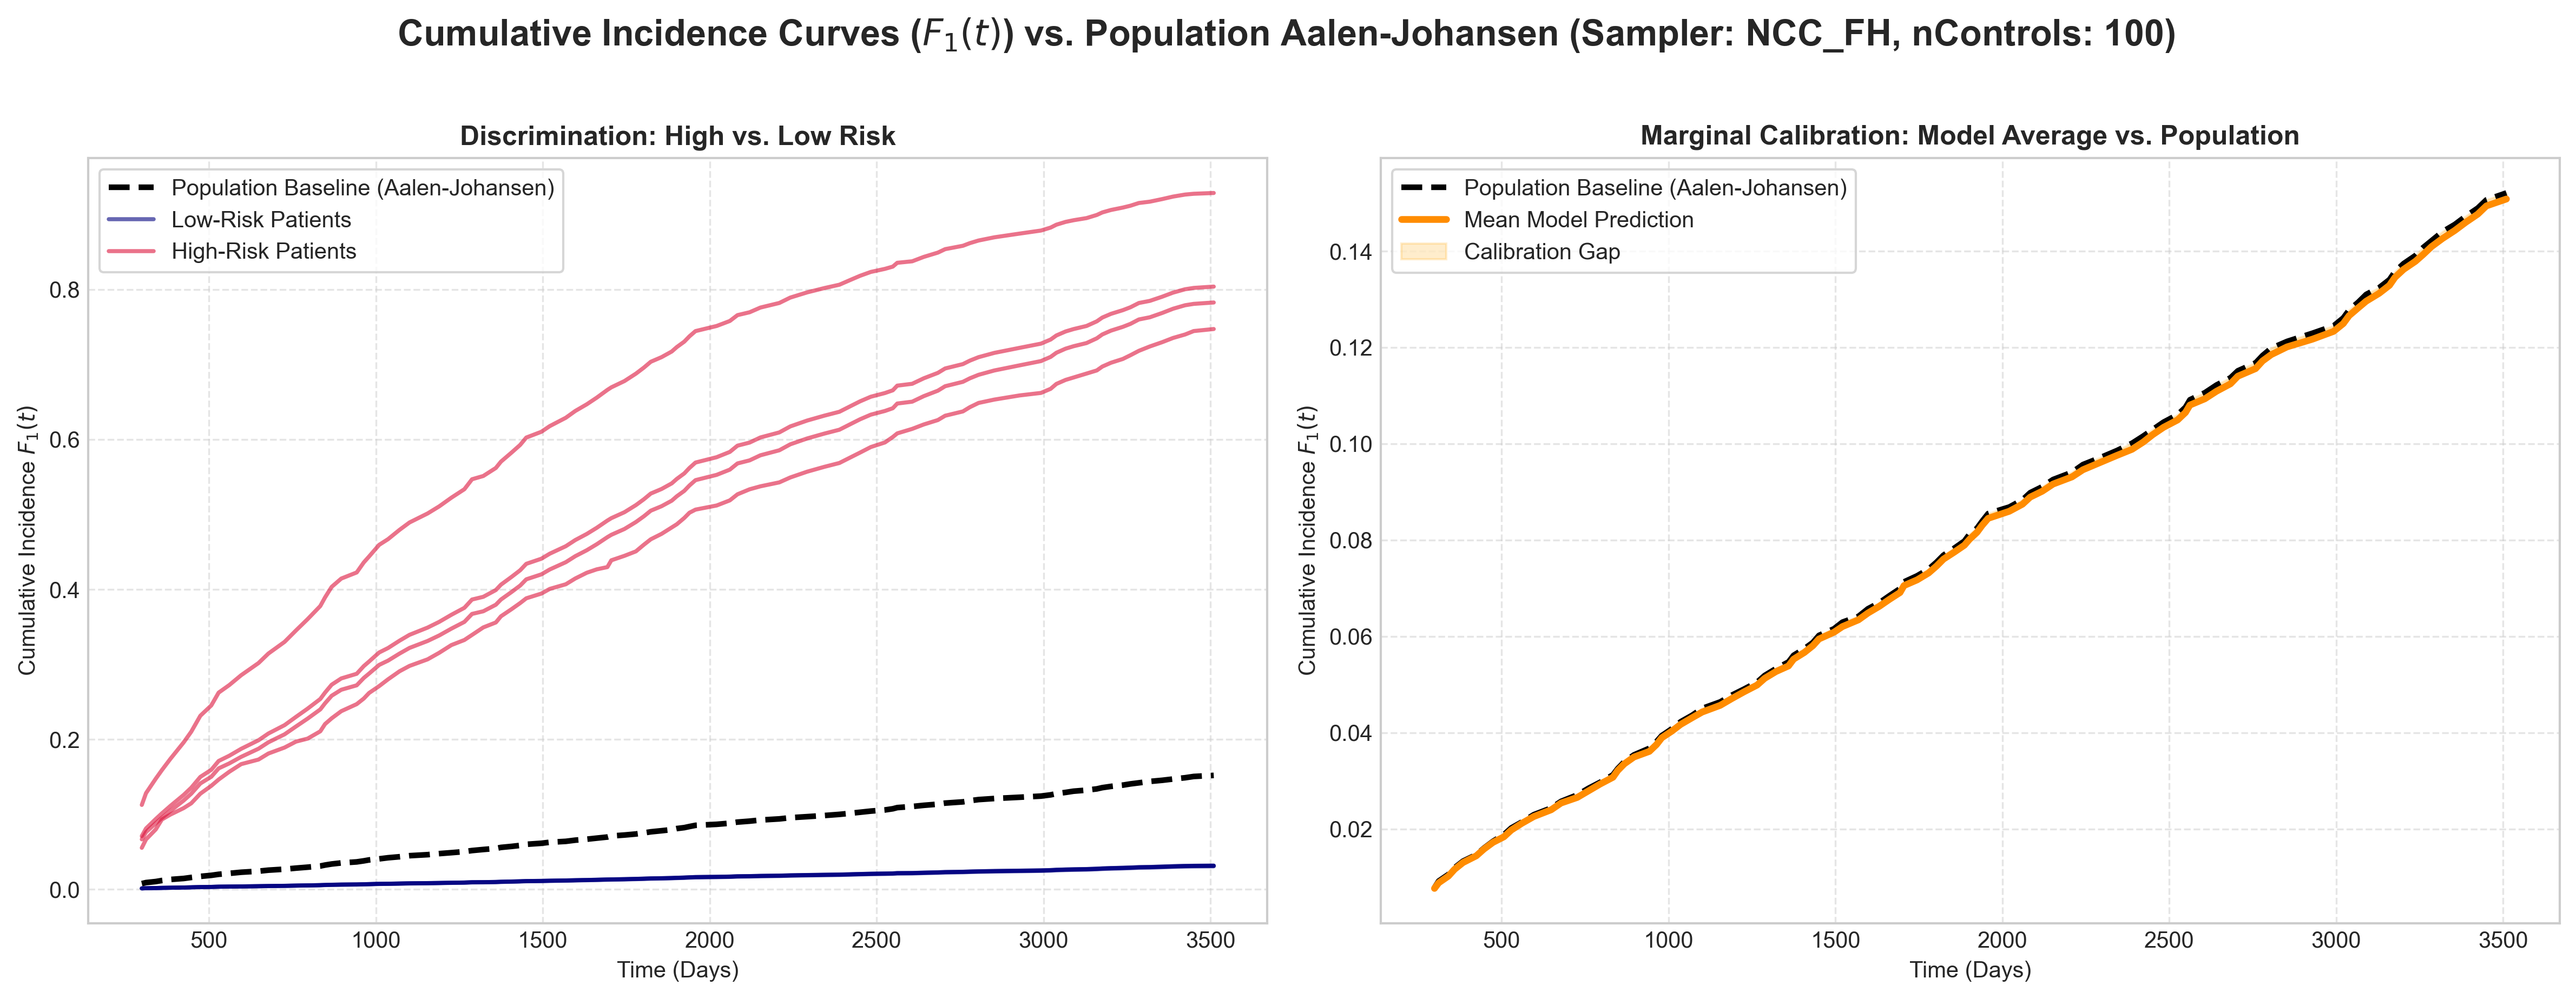 Cumulative Incidence Curves (F₁(t)) vs. Population Aalen-Johansen (Sampler: NCC_FH, nControls: 100)
Discrimination: High vs. Low Risk
Population Baseline (Aalen-Johansen)
Low-Risk Patients
High-Risk Patients
Cumulative Incidence F₁(t)
0.8
0.6
0.4
0.2
0.0
500 1000 1500 2000 2500 3000 3500
Time (Days)
Marginal Calibration: Model Average vs. Population
Population Baseline (Aalen-Johansen)
Mean Model Prediction
Calibration Gap
Cumulative Incidence F₁(t)
0.14
0.12
0.10
0.08
0.06
0.04
0.02
500 1000 1500 2000 2500 3000 3500
Time (Days)